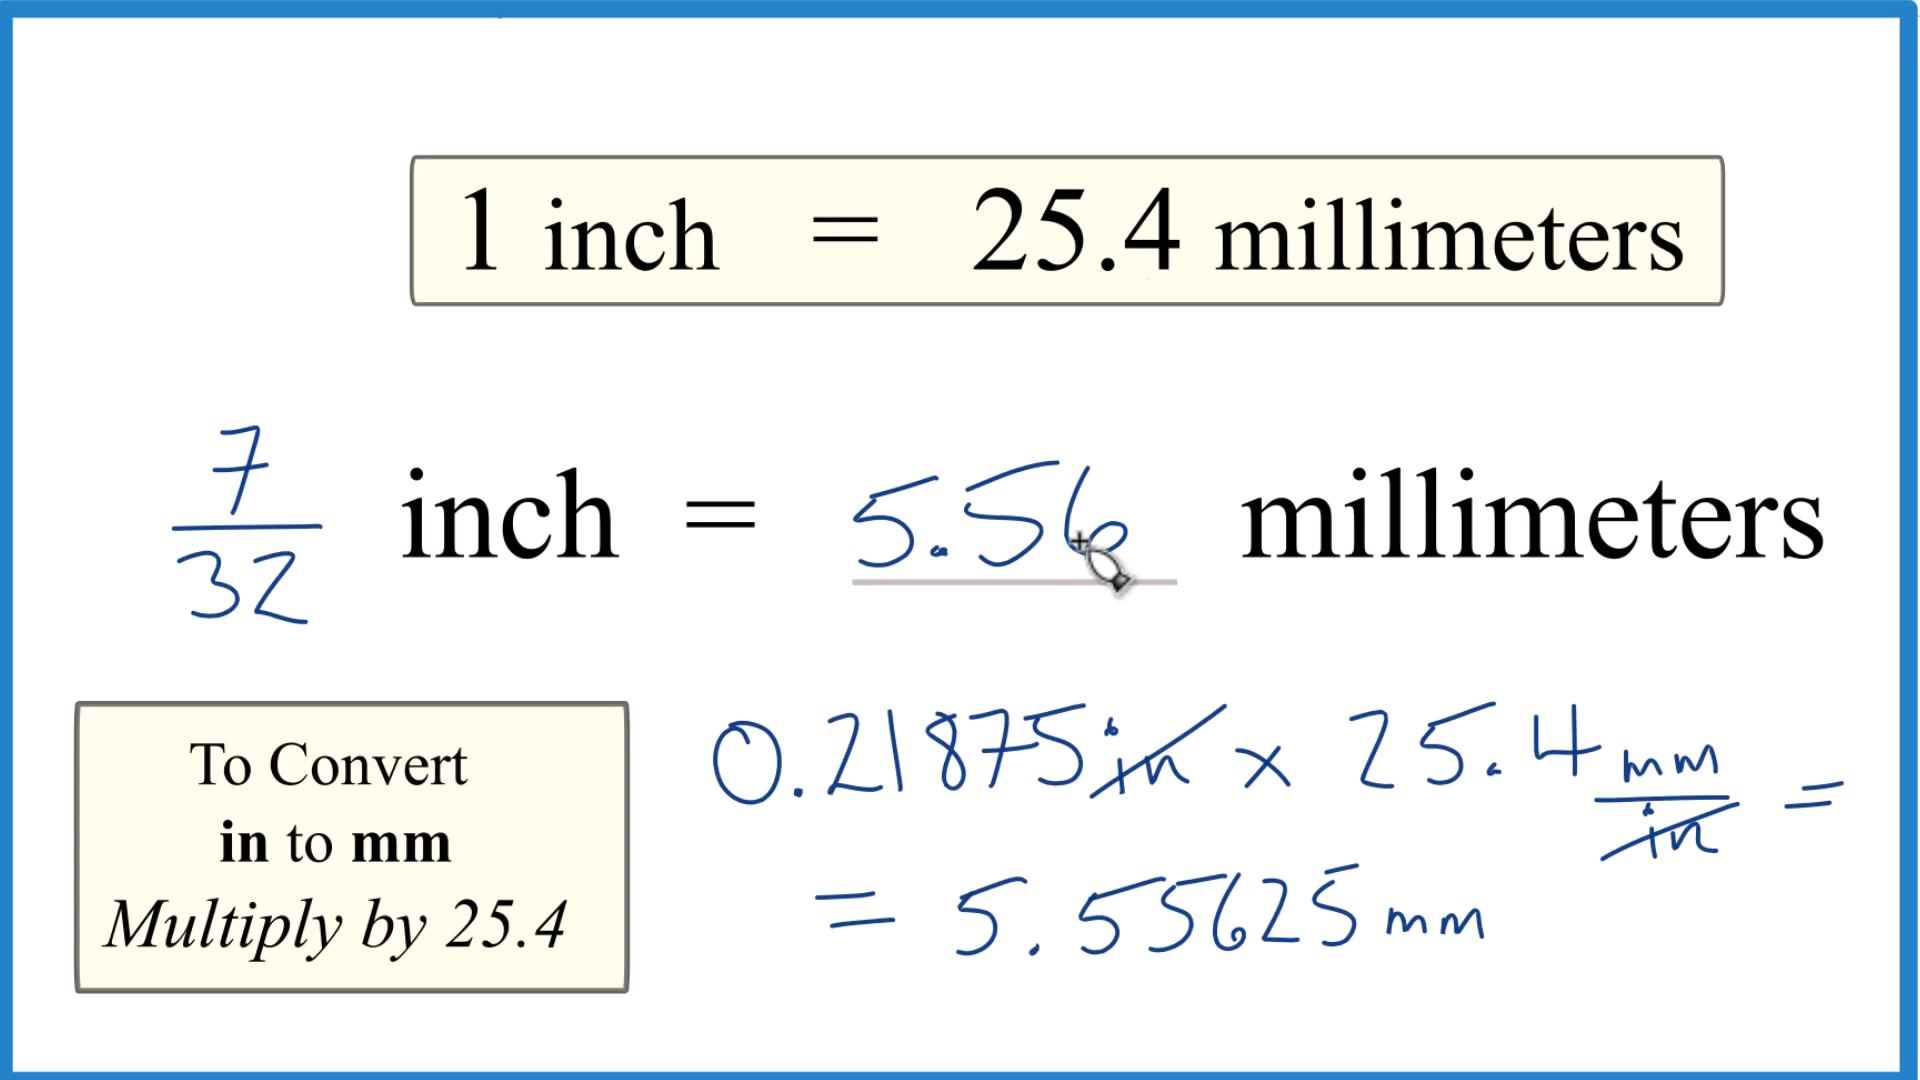 1 inch = 25.4 millimeters
7/32 inch = 5.56 millimeters
To Convert
in to mm
Multiply by 25.4
0.21875 in x 25.4 mm/in =
= 5.55625 mm